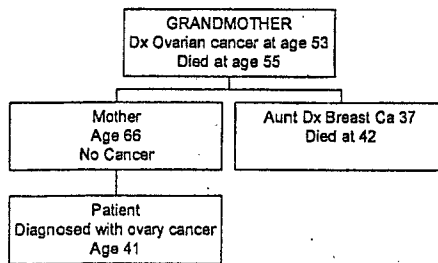 GRANDMOTHER
Dx Ovarian cancer at age 53
Died at age 55
Mother
Age 66
No Cancer
Aunt Dx Breast Ca 37
Died at 42
Patient
Diagnosed with ovary cancer
Age 41